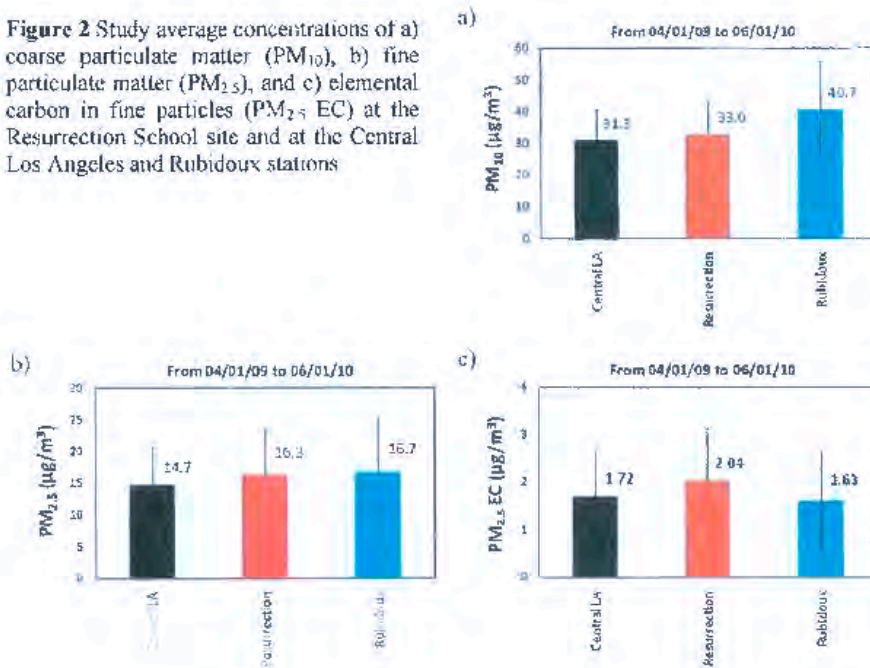 Figure 2 Study average concentrations of a)
coarse particulate matter (PM₁₀), b) fine
particulate matter (PM₂.₅), and c) elemental
carbon in fine particles (PM₂.₅ EC) at the
Resurrection School site and at the Central
Los Angeles and Rubidoux stations
a)
From 04/01/09 to 06/01/10
PM₁₀ (µg/m³)
60
50
40
30
20
10
0
31.3
33.0
40.7
Central LA
Resurrection
Rubidoux
b)
From 04/01/09 to 06/01/10
PM₂.₅ (µg/m³)
30
25
20
15
10
5
0
14.7
16.3
16.7
LA
Resurrection
Rubidoux
c)
From 04/01/09 to 06/01/10
PM₂.₅ EC (µg/m³)
4
3
2
1
0
1.72
2.04
1.63
Central LA
Resurrection
Rubidoux